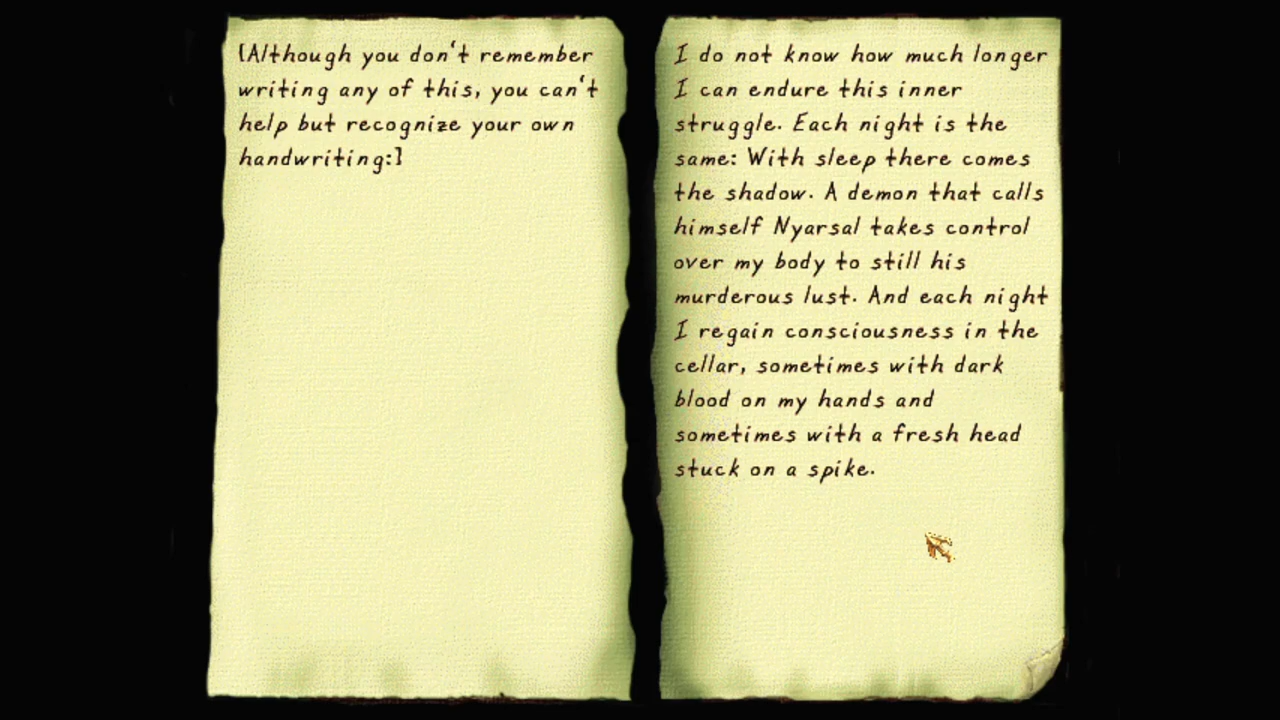 [Although you don't remember
writing any of this, you can't
help but recognize your own
handwriting:]
I do not know how much longer
I can endure this inner
struggle. Each night is the
same: With sleep there comes
the shadow. A demon that calls
himself Nyarsal takes control
over my body to still his
murderous lust. And each night
I regain consciousness in the
cellar, sometimes with dark
blood on my hands and
sometimes with a fresh head
stuck on a spike.